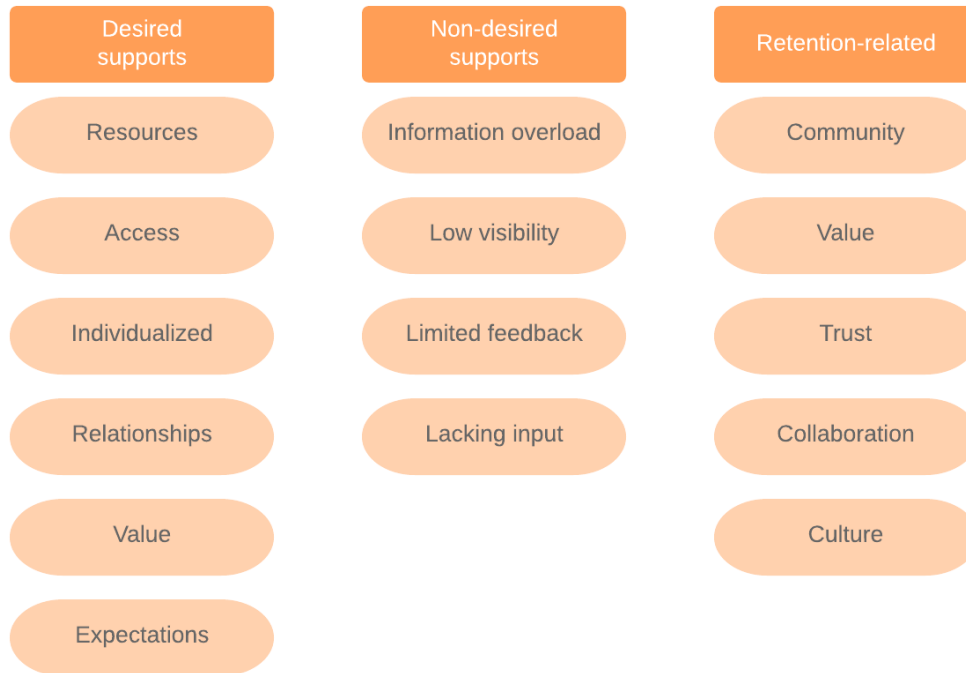 Desired
supports
Resources
Access
Individualized
Relationships
Value
Expectations
Non-desired
supports
Information overload
Low visibility
Limited feedback
Lacking input
Retention-related
Community
Value
Trust
Collaboration
Culture